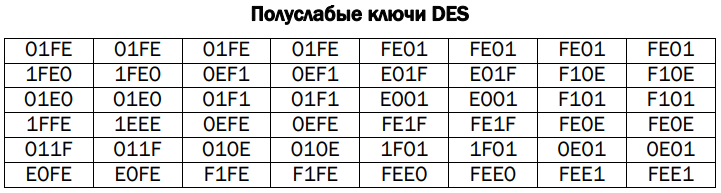 Полуслабые ключи DES
01FE 01FE 01FE 01FE FE01 FE01 FE01 FE01
1FE0 1FE0 0EF1 0EF1 E01F E01F F10E F10E
01E0 01E0 01F1 01F1 E001 E001 F101 F101
1FFE 1EEE 0EFE 0EFE FE1F FE1F FE0E FE0E
011F 011F 010E 010E 1F01 1F01 0E01 0E01
E0FE E0FE F1FE F1FE FEE0 FEE0 FEE1 FEE1